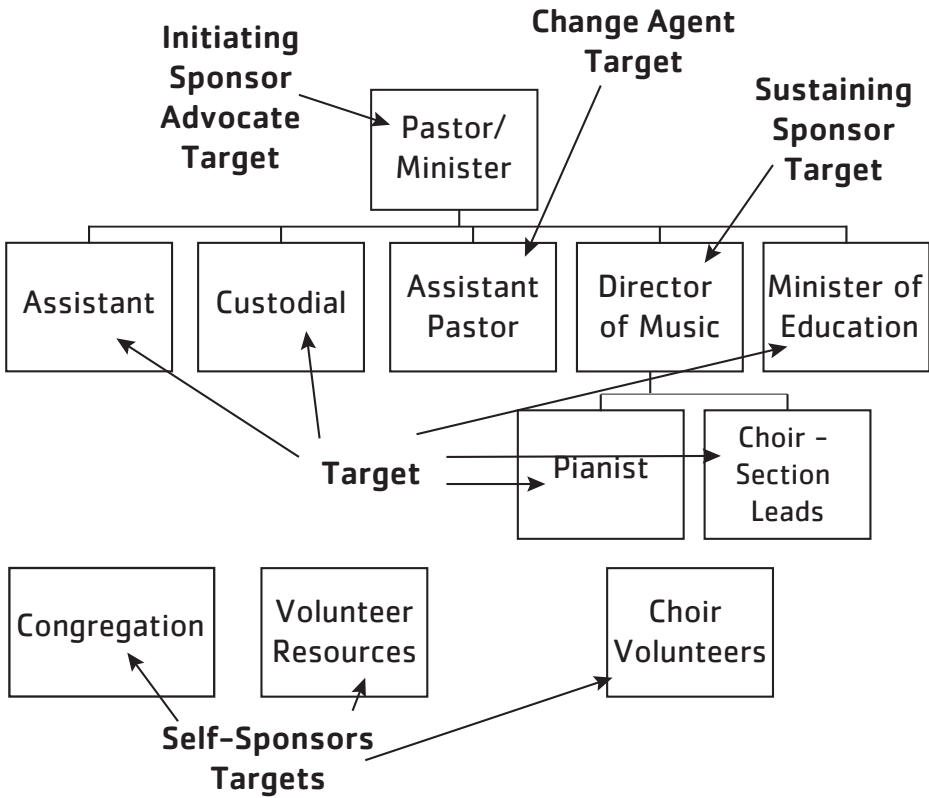 Initiating
Sponsor
Advocate
Target
Change Agent
Target
Sustaining
Sponsor
Target
Pastor/
Minister
Assistant
Custodial
Assistant
Pastor
Director
of Music
Minister of
Education
Target
Pianist
Choir -
Section
Leads
Congregation
Volunteer
Resources
Choir
Volunteers
Self-Sponsors
Targets